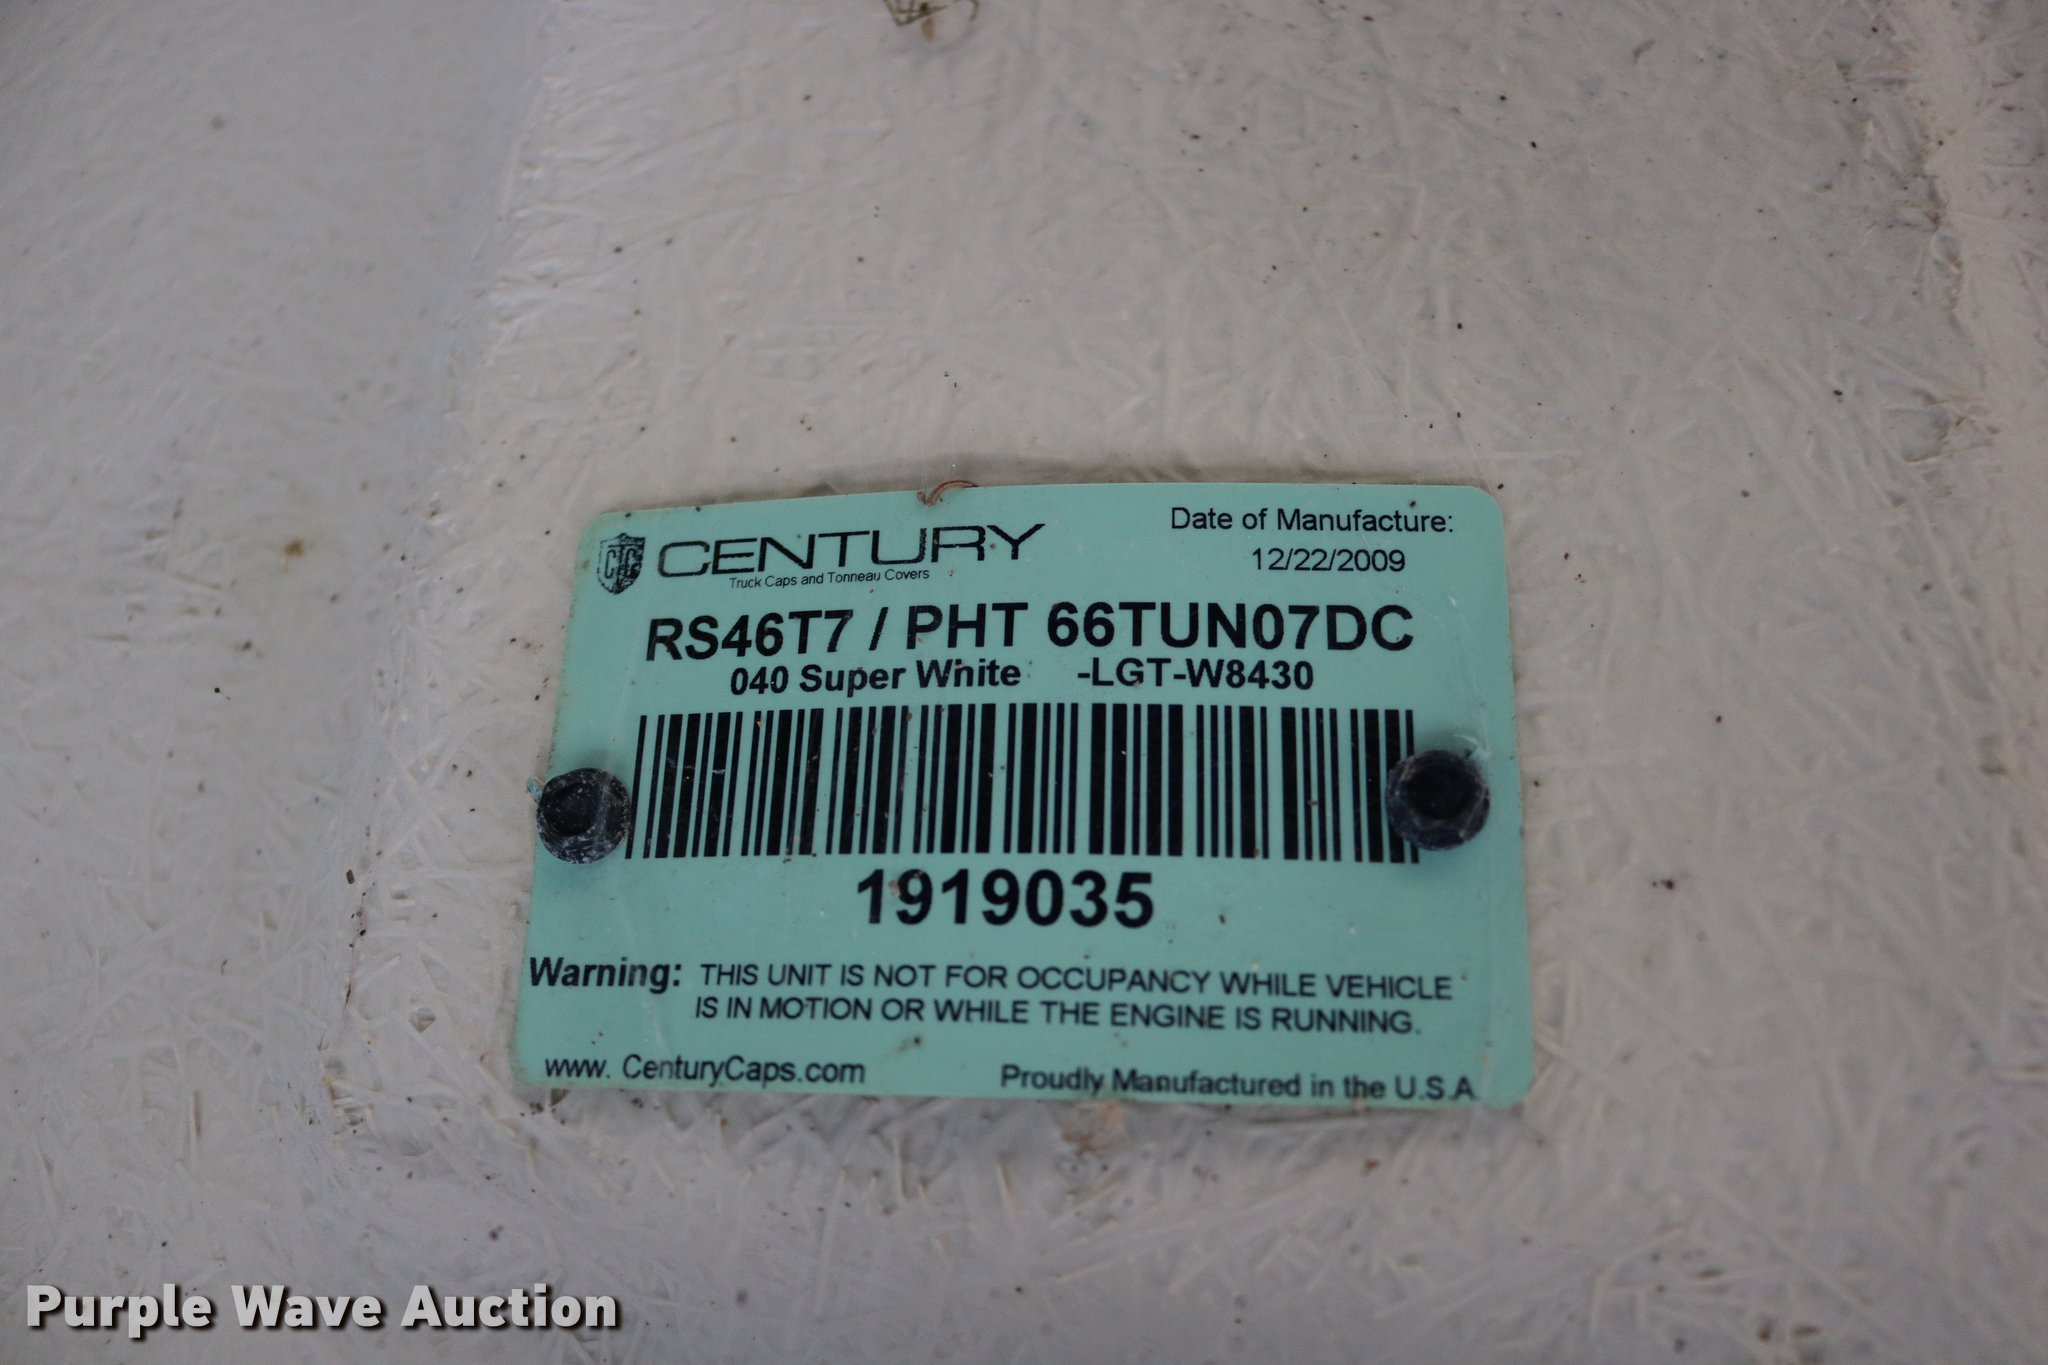 CTC CENTURY
Truck Caps and Tonneau Covers
Date of Manufacture:
12/22/2009
RS46T7 / PHT 66TUN07DC
040 Super White -LGT-W8430
1919035
Warning: THIS UNIT IS NOT FOR OCCUPANCY WHILE VEHICLE
IS IN MOTION OR WHILE THE ENGINE IS RUNNING.
www. CenturyCaps.com
Proudly Manufactured in the U.S.A
Purple Wave Auction